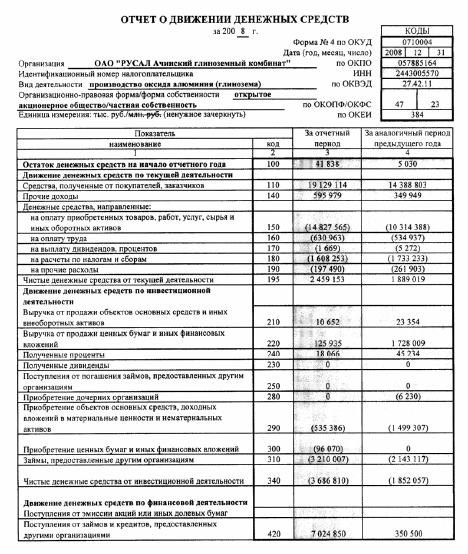 ОТЧЕТ О ДВИЖЕНИИ ДЕНЕЖНЫХ СРЕДСТВ
за 200 8 г.
КОДЫ
Форма № 4 по ОКУД 0710004
Дата (год, месяц, число) 2008 12 31
Организация ОАО "РУСАЛ Ачинский глиноземный комбинат" по ОКПО 057885164
Идентификационный номер налогоплательщика ИНН 2443005570
Вид деятельности производство оксида алюминия (глинозема) по ОКВЭД 27.42.11
Организационно-правовая форма/форма собственности открытое
акционерное общество/частная собственность по ОКОПФ/ОКФС 47 23
Единица измерения: тыс. руб./млн. руб. (ненужное зачеркнуть) по ОКЕИ 384
Показатель За отчетный За аналогичный период
наименование код период предыдущего года
1 2 3 4
Остаток денежных средств на начало отчетного года 100 41 838 5 030
Движение денежных средств по текущей деятельности
Средства, полученные от покупателей, заказчиков 110 19 129 114 14 388 803
Прочие доходы 140 595 979 349 949
Денежные средства, направленные:
на оплату приобретенных товаров, работ, услуг, сырья и
иных оборотных активов 150 (14 827 565) (10 314 388)
на оплату труда 160 (630 963) (534 937)
на выплату дивидендов, процентов 170 (1 669) (5 272)
на расчеты по налогам и сборам 180 (1 608 253) (1 733 233)
на прочие расходы 190 (197 490) (261 903)
Чистые денежные средства от текущей деятельности 195 2 459 153 1 889 019
Движение денежных средств по инвестиционной
деятельности
Выручка от продажи объектов основных средств и иных
внеоборотных активов 210 10 652 23 354
Выручка от продажи ценных бумаг и иных финансовых
вложений 220 125 935 1 728 009
Полученные проценты 240 18 066 45 234
Полученные дивиденды 230 0 0
Поступления от погашения займов, предоставленных другим
организациям 250 0 0
Приобретение дочерних организаций 280 0 (6 230)
Приобретение объектов основных средств, доходных
вложений в материальные ценности и нематериальных
активов 290 (535 386) (1 499 307)
Приобретение ценных бумаг и иных финансовых вложений 300 (96 070) 0
Займы, предоставленные другим организациям 310 (3 210 007) (2 143 117)
Чистые денежные средства от инвестиционной деятельности 340 (3 686 810) (1 852 057)
Движение денежных средств по финансовой деятельности
Поступления от эмиссии акций или иных долевых бумаг
Поступления от займов и кредитов, предоставленных
другими организациями 420 7 024 850 350 500